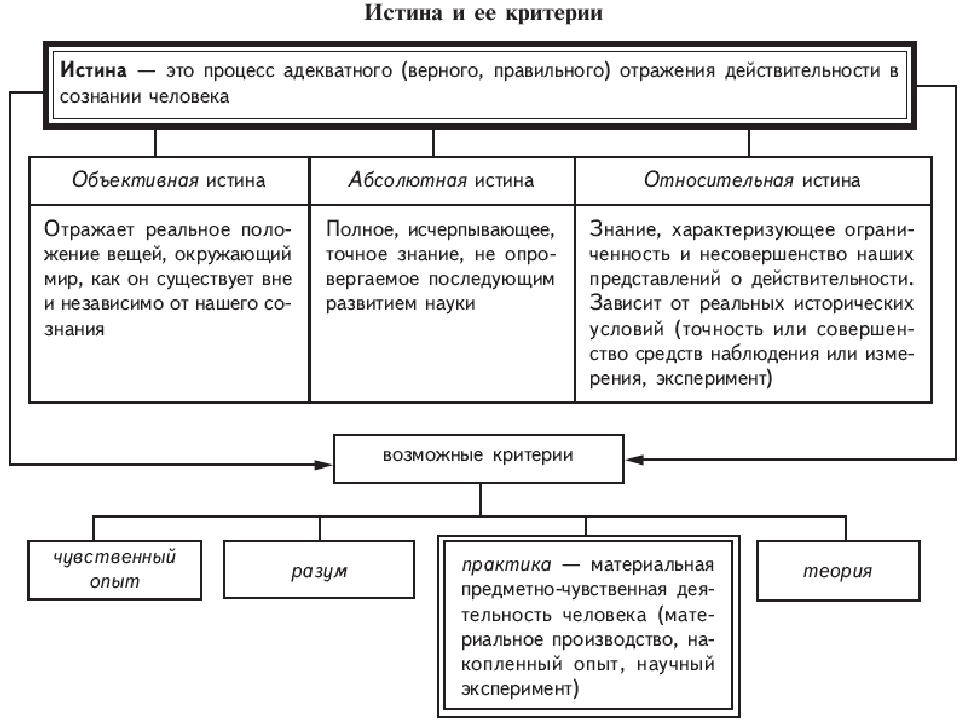 Истина и ее критерии
Истина — это процесс адекватного (верного, правильного) отражения действительности в
сознании человека
Объективная истина
Абсолютная истина
Относительная истина
Отражает реальное поло-
жение вещей, окружающий
мир, как он существует вне
и независимо от нашего со-
знания
Полное, исчерпывающее,
точное знание, не опро-
вергаемое последующим
развитием науки
Знание, характеризующее ограни-
ченность и несовершенство наших
представлений о действительности.
Зависит от реальных исторических
условий (точность или совершен-
ство средств наблюдения или изме-
рения, эксперимент)
возможные критерии
чувственный
опыт
разум
практика — материальная
предметно-чувственная дея-
тельность человека (мате-
риальное производство, на-
копленный опыт, научный
эксперимент)
теория